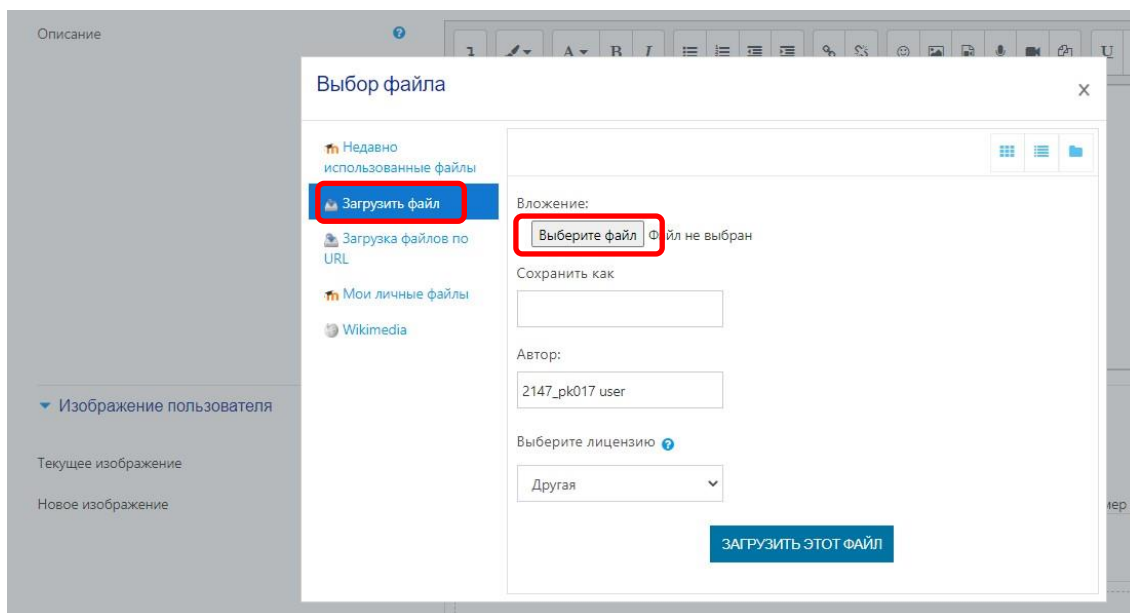 Описание
Выбор файла
x
Недавно
использованные файлы
Загрузить файл
Загрузка файлов по
URL
Мои личные файлы
Wikimedia
Вложение:
Выберите файл Файл не выбран
Сохранить как
Автор:
2147_pk017 user
Выберите лицензию
Другая
ЗАГРУЗИТЬ ЭТОТ ФАЙЛ
Изображение пользователя
Текущее изображение
Новое изображение